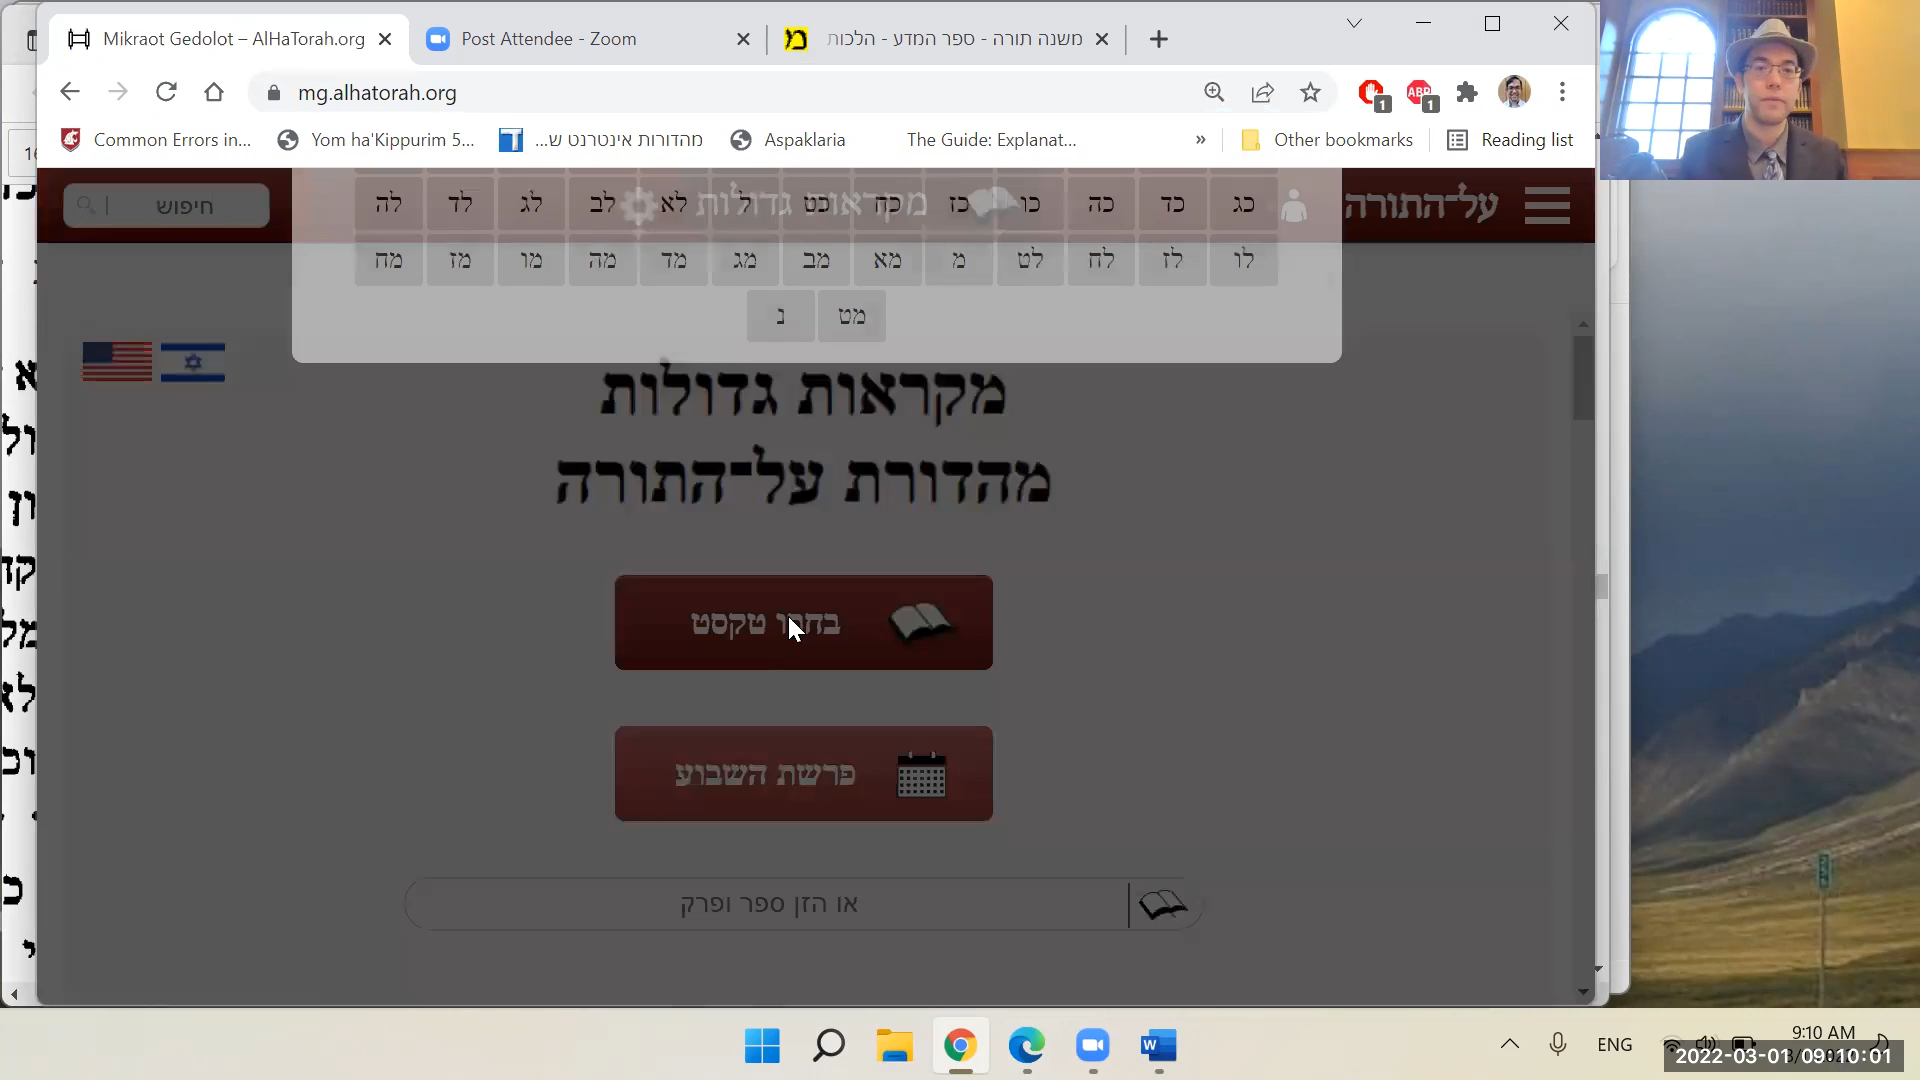 Mikraot Gedolot – AlHaTorah.org
Post Attendee - Zoom
משנה תורה - ספר המדע - הלכות
mg.alhatorah.org
1
ABP
1
Common Errors in...
Yom ha'Kippurim 5...
מהדורות אינטרנט ש...
Aspaklaria
The Guide: Explanat...
»
Other bookmarks
Reading list
על־התורה
מקראות גדולות
חיפוש
כג כד כה כו כז כח כט ל לא לב לג לד לה
לו לז לח לט מ מא מב מג מד מה מו מז מח
מט נ
מקראות גדולות
מהדורת על־התורה
בחרו טקסט
פרשת השבוע
או הזן ספר ופרק
ENG
9:10 AM
2022-03-01 09:10:01